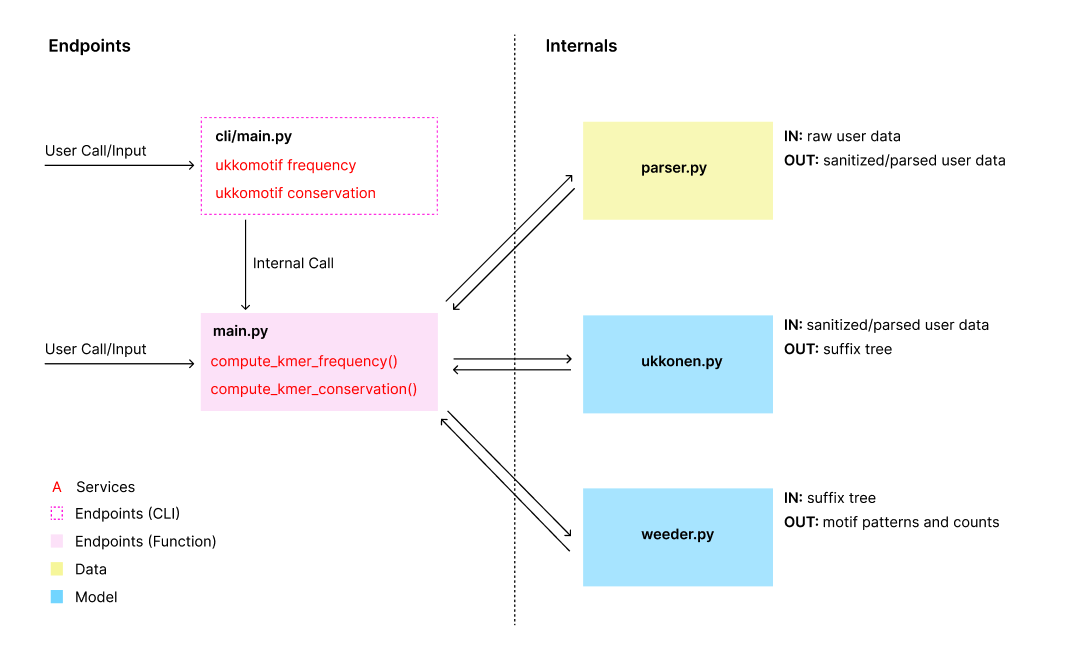 Endpoints
Internals
User Call/Input
cli/main.py
ukkomotif frequency
ukkomotif conservation
Internal Call
User Call/Input
main.py
compute_kmer_frequency()
compute_kmer_conservation()
parser.py
IN: raw user data
OUT: sanitized/parsed user data
ukkonen.py
IN: sanitized/parsed user data
OUT: suffix tree
weeder.py
IN: suffix tree
OUT: motif patterns and counts
A Services
Endpoints (CLI)
Endpoints (Function)
Data
Model